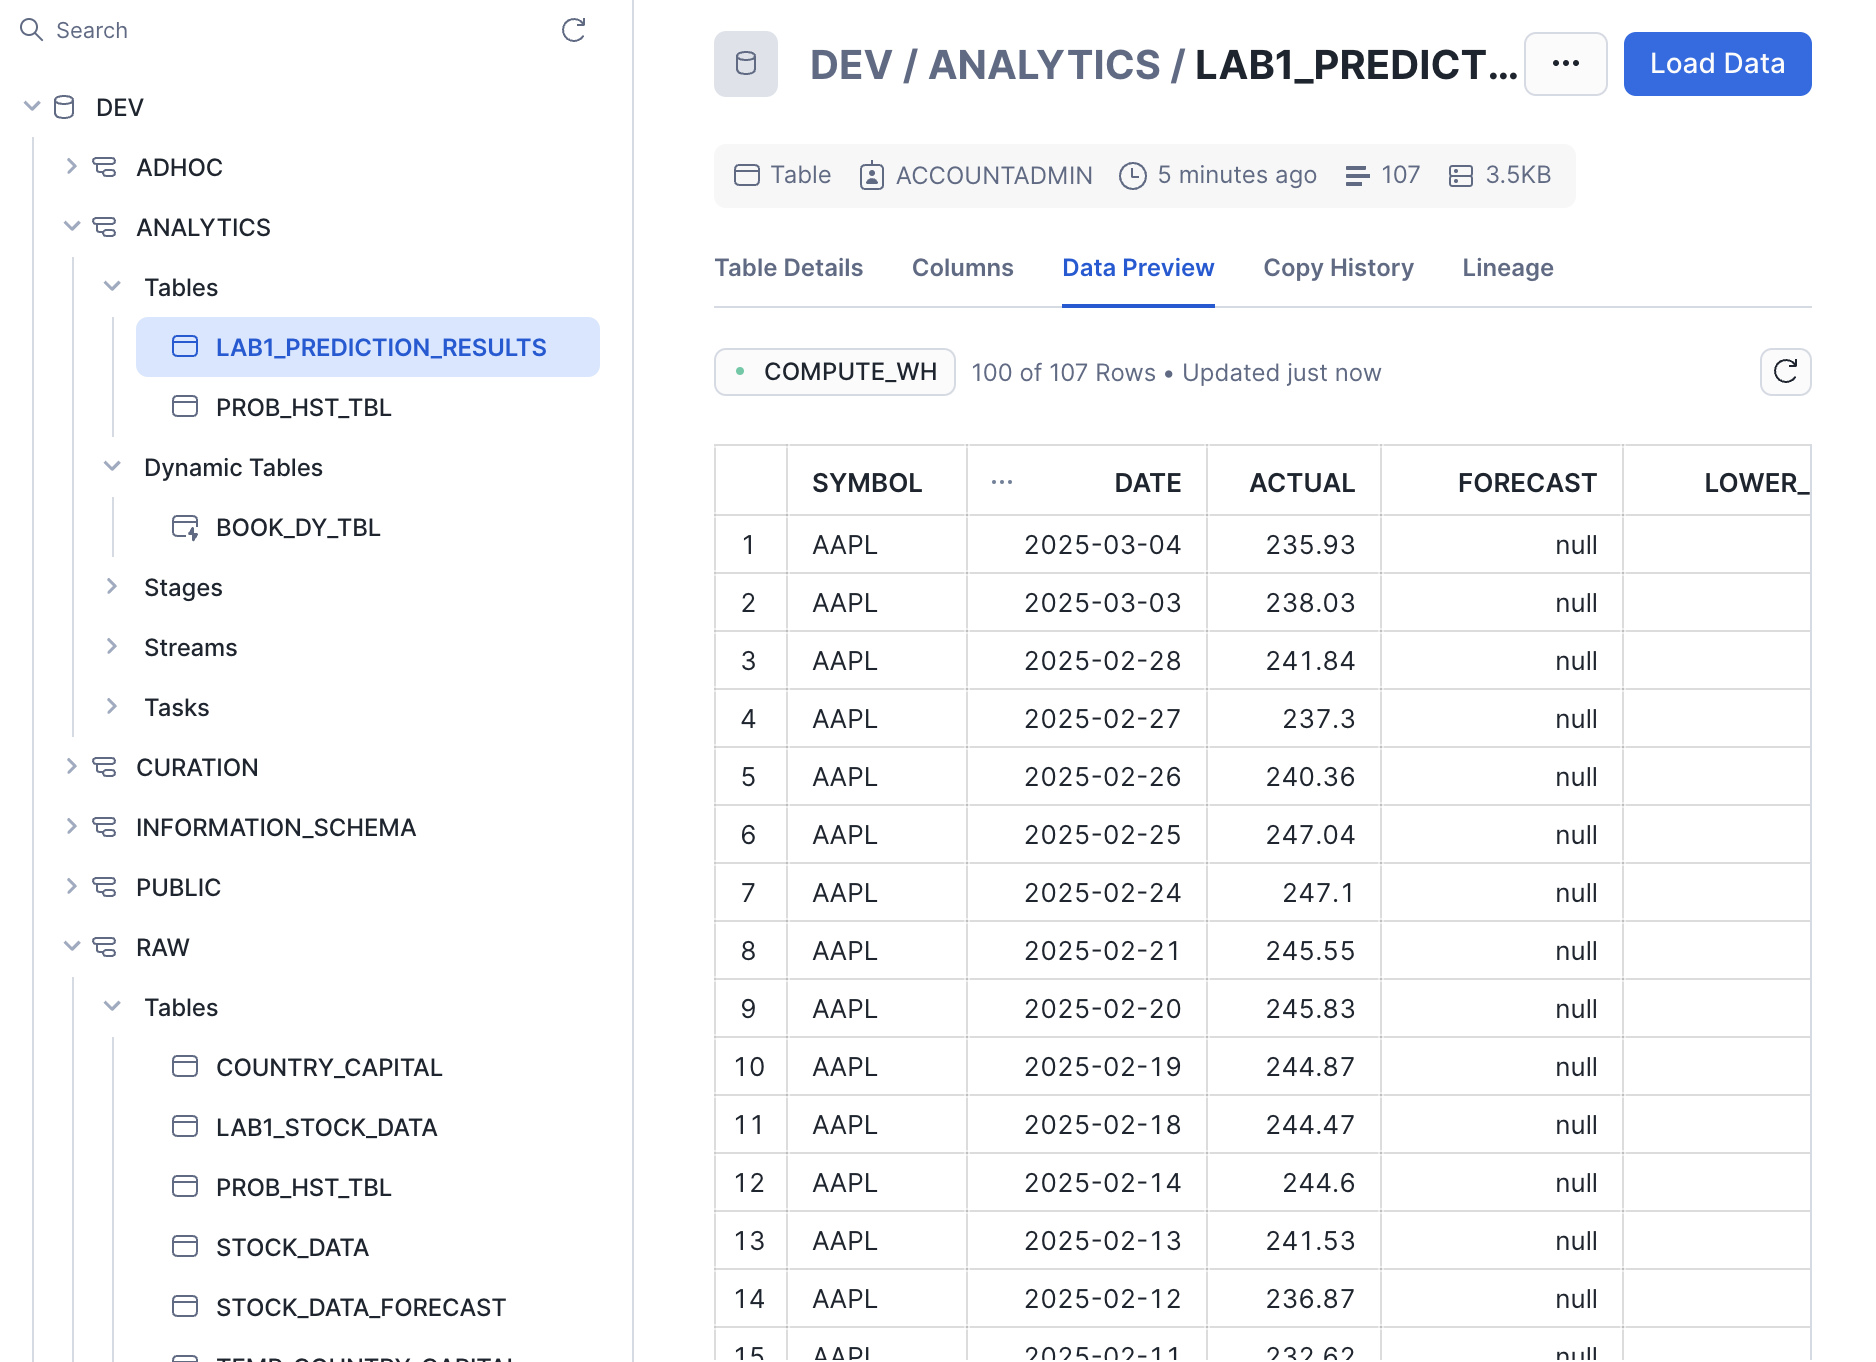 Search
DEV
ADHOC
ANALYTICS
Tables
LAB1_PREDICTION_RESULTS
PROB_HST_TBL
Dynamic Tables
BOOK_DY_TBL
Stages
Streams
Tasks
CURATION
INFORMATION_SCHEMA
PUBLIC
RAW
Tables
COUNTRY_CAPITAL
LAB1_STOCK_DATA
PROB_HST_TBL
STOCK_DATA
STOCK_DATA_FORECAST
TEMP_COUNTRY_CAPITAL
DEV / ANALYTICS / LAB1_PREDICT... ... Load Data
Table ACCOUNTADMIN 5 minutes ago 107 3.5KB
Table Details Columns Data Preview Copy History Lineage
COMPUTE_WH 100 of 107 Rows • Updated just now
SYMBOL ... DATE ACTUAL FORECAST LOWER_
1 AAPL 2025-03-04 235.93 null
2 AAPL 2025-03-03 238.03 null
3 AAPL 2025-02-28 241.84 null
4 AAPL 2025-02-27 237.3 null
5 AAPL 2025-02-26 240.36 null
6 AAPL 2025-02-25 247.04 null
7 AAPL 2025-02-24 247.1 null
8 AAPL 2025-02-21 245.55 null
9 AAPL 2025-02-20 245.83 null
10 AAPL 2025-02-19 244.87 null
11 AAPL 2025-02-18 244.47 null
12 AAPL 2025-02-14 244.6 null
13 AAPL 2025-02-13 241.53 null
14 AAPL 2025-02-12 236.87 null
15 AAPL 2025-02-11 232.62 null